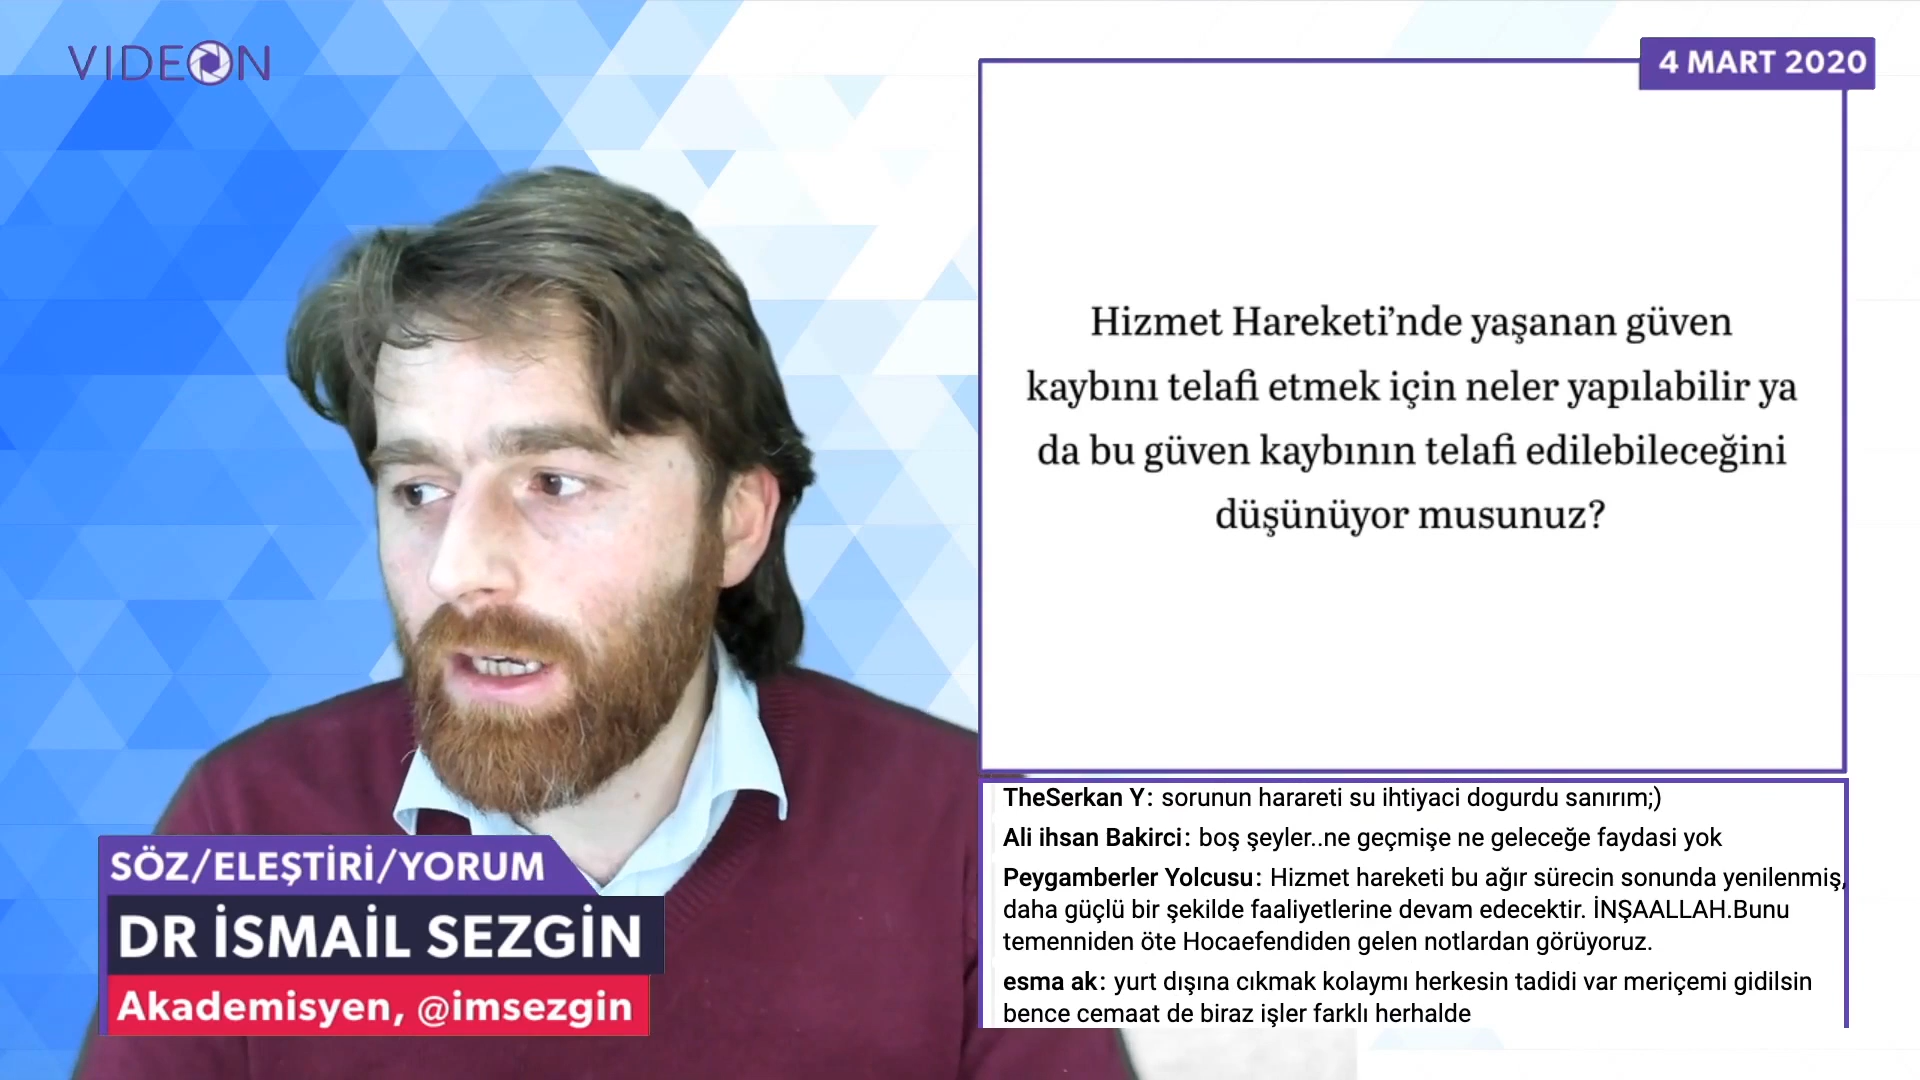 VIDEON
4 MART 2020
Hizmet Hareketi’nde yaşanan güven
kaybını telafi etmek için neler yapılabilir ya
da bu güven kaybının telafi edilebileceğini
düşünüyor musunuz?
TheSerkan Y: sorunun harareti su ihtiyaci dogurdu sanırım;)
Ali ihsan Bakirci: boş şeyler..ne geçmişe ne geleceğe faydasi yok
Peygamberler Yolcusu: Hizmet hareketi bu ağır sürecin sonunda yenilenmiş,
daha güçlü bir şekilde faaliyetlerine devam edecektir. İNŞAALLAH.Bunu
temenniden öte Hocaefendiden gelen notlardan görüyoruz.
esma ak: yurt dışına cıkmak kolaymı herkesin tadidi var meriçemi gidilsin
bence cemaat de biraz işler farklı herhalde
SÖZ/ELEŞTİRİ/YORUM
DR İSMAİL SEZGİN
Akademisyen, @imsezgin